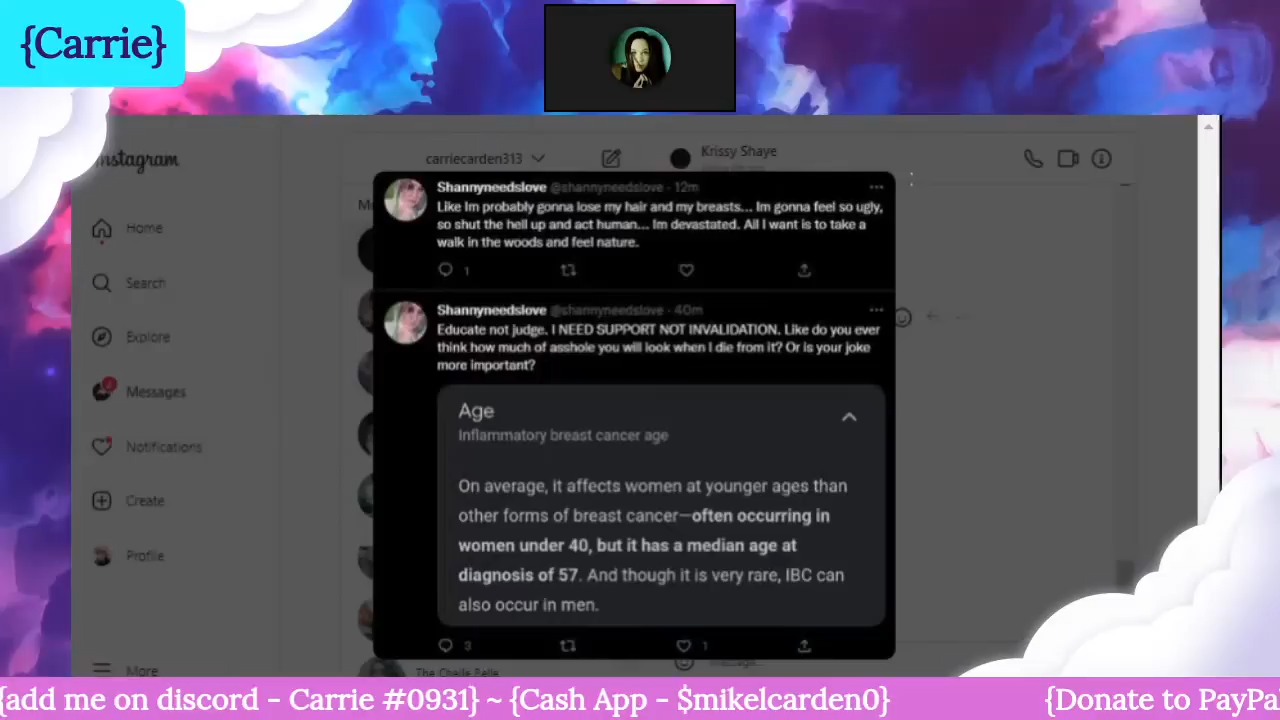 {Carrie}
Instagram
carriecarden313
Krissy Shaye
Home
Search
Explore
Messages
Notifications
Create
Profile
More
Shannyneedslove @shannyneedslove · 12m
Like Im probably gonna lose my hair and my breasts... Im gonna feel so ugly,
so shut the hell up and act human... Im devastated. All I want is to take a
walk in the woods and feel nature.
1
Shannyneedslove @shannyneedslove · 40m
Educate not judge. I NEED SUPPORT NOT INVALIDATION. Like do you ever
think how much of asshole you will look when I die from it? Or is your joke
more important?
Age
Inflammatory breast cancer age
On average, it affects women at younger ages than
other forms of breast cancer—often occurring in
women under 40, but it has a median age at
diagnosis of 57. And though it is very rare, IBC can
also occur in men.
3 1
The Chelle Belle
{add me on discord - Carrie #0931} ~ {Cash App - $mikelcarden0} {Donate to PayPa